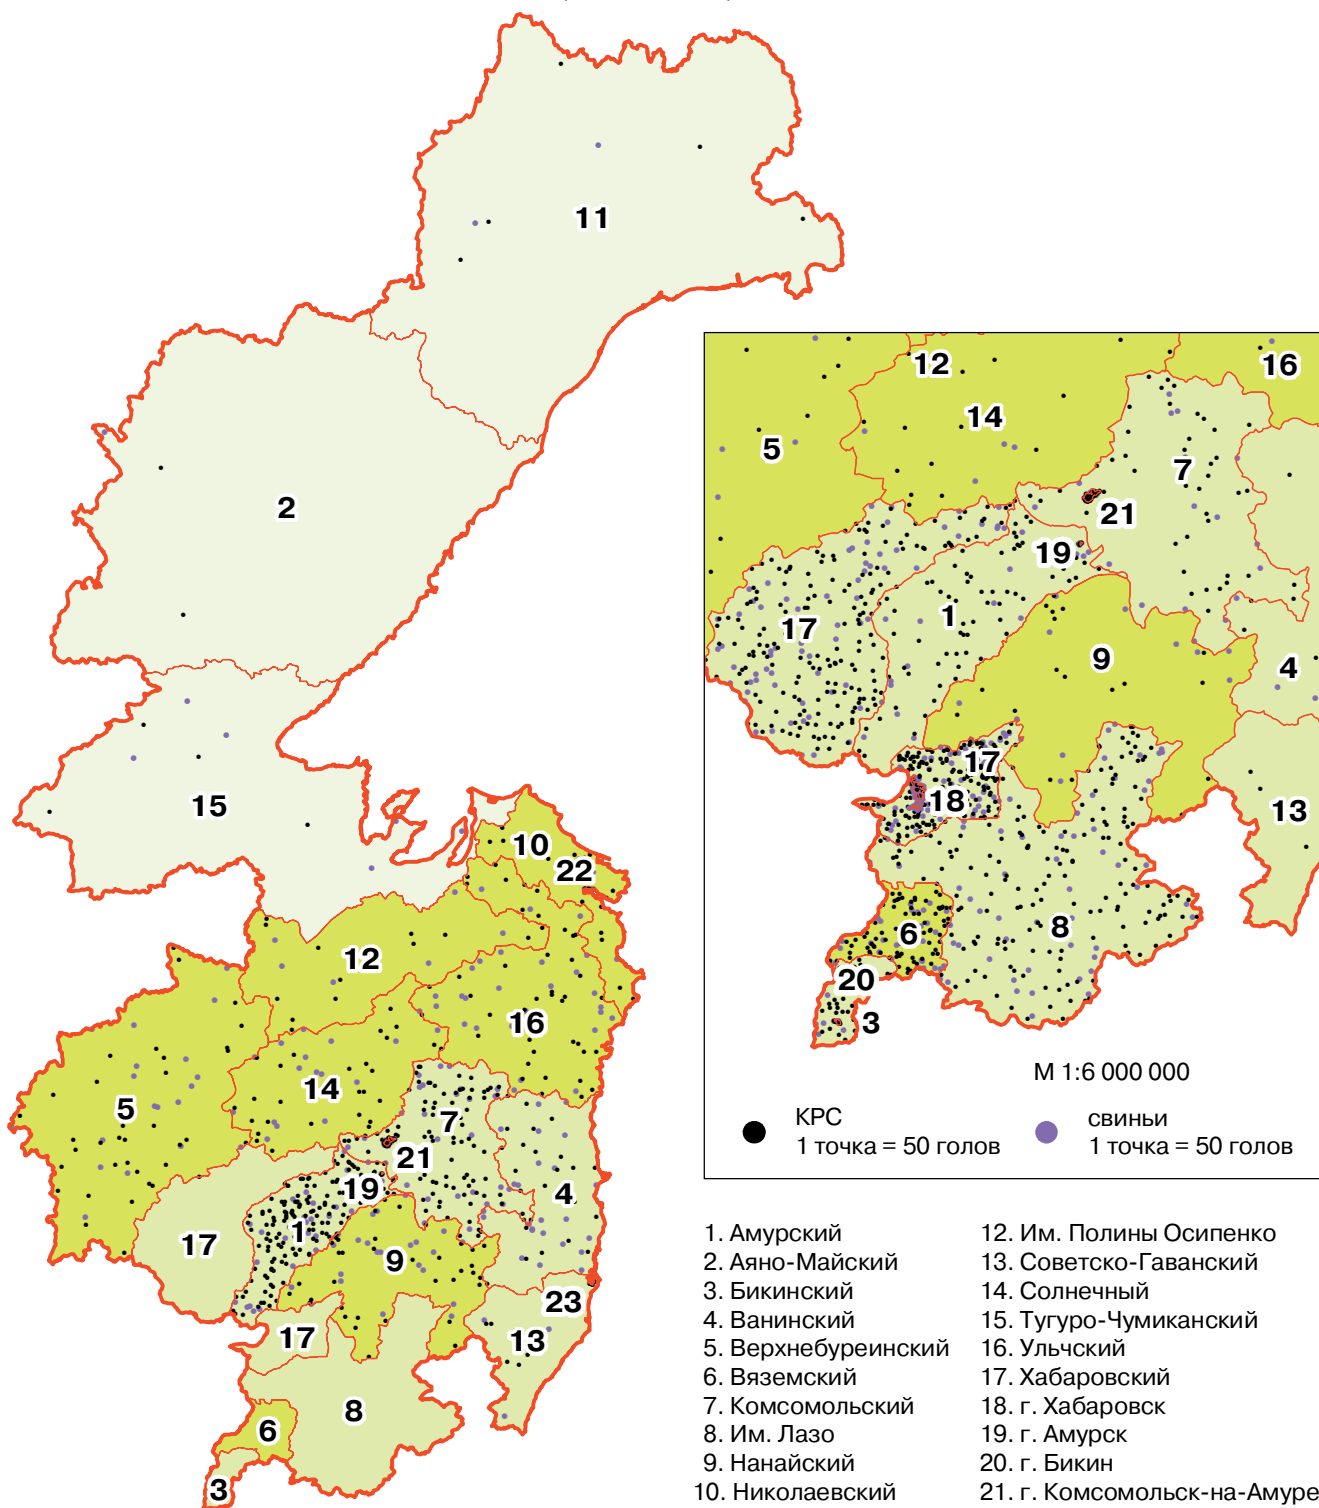 11
2
15
10
22
12
16
5
14
7
21
19
4
1
17
9
23
17
13
8
6
3
12
16
14
5
7
21
19
1
17
9
4
17
18
13
8
6
20
3
М 1:6 000 000
КРС
1 точка = 50 голов
свиньи
1 точка = 50 голов
1. Амурский
2. Аяно-Майский
3. Бикинский
4. Ванинский
5. Верхнебуреинский
6. Вяземский
7. Комсомольский
8. Им. Лазо
9. Нанайский
10. Николаевский
12. Им. Полины Осипенко
13. Советско-Гаванский
14. Солнечный
15. Тугуро-Чумиканский
16. Ульчский
17. Хабаровский
18. г. Хабаровск
19. г. Амурск
20. г. Бикин
21. г. Комсомольск-на-Амуре